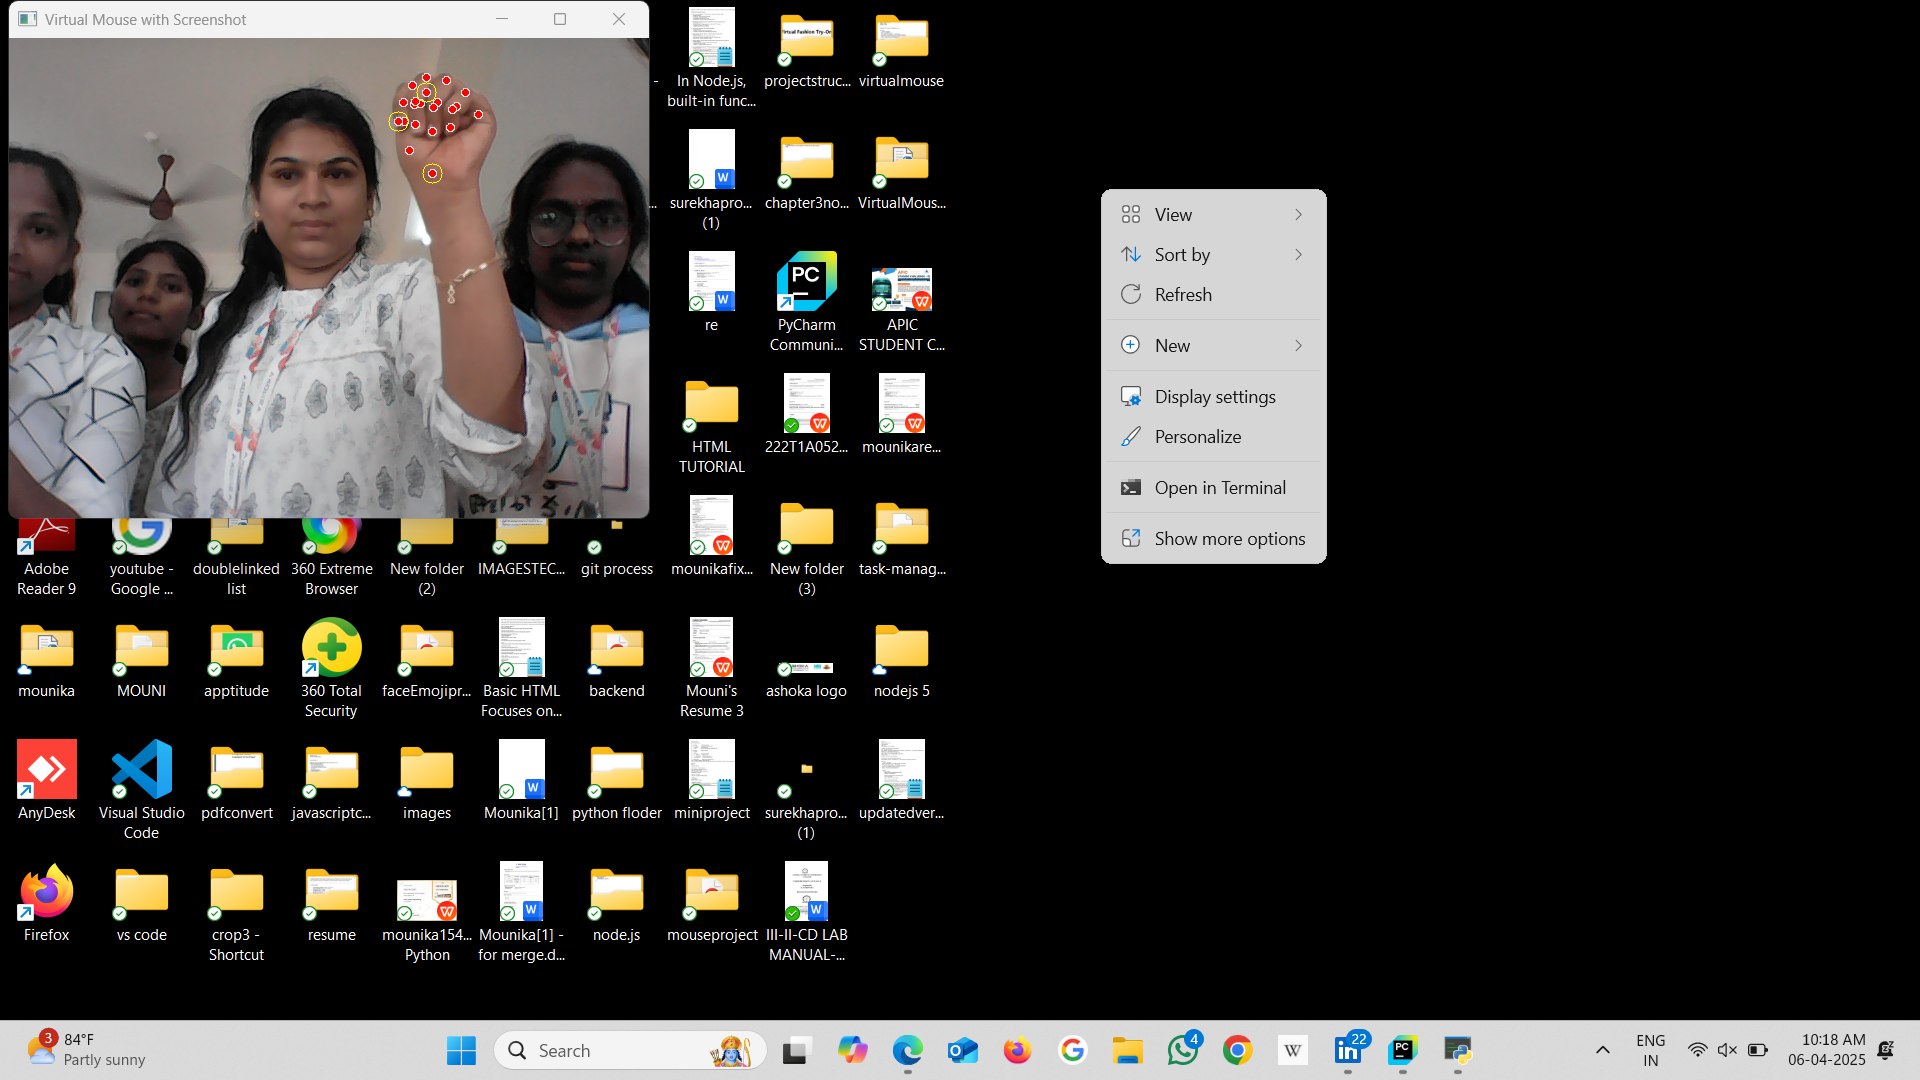 Virtual Mouse with Screenshot
In Node.js,
built-in func...
projectstruc...
virtualmouse
surekhapro...
(1)
chapter3no...
VirtualMous...
re
PyCharm
Communi...
APIC
STUDENT C...
HTML
TUTORIAL
222T1A052...
mounikare...
Adobe
Reader 9
youtube -
Google ...
doublelinked
list
360 Extreme
Browser
New folder
(2)
IMAGESTEC...
git process
mounikafix...
New folder
(3)
task-manag...
mounika
MOUNI
apptitude
360 Total
Security
faceEmojipr...
Basic HTML
Focuses on...
backend
Mouni's
Resume 3
ashoka logo
nodejs 5
AnyDesk
Visual Studio
Code
pdfconvert
javascriptc...
images
Mounika[1]
python floder
miniproject
surekhapro...
(1)
updatedver...
Firefox
vs code
crop3 -
Shortcut
resume
mounika154...
Python
Mounika[1] -
for merge.d...
node.js
mouseproject
III-II-CD LAB
MANUAL-...
View
Sort by
Refresh
New
Display settings
Personalize
Open in Terminal
Show more options
3
84°F
Partly sunny
Search
4
W
22
PC
ENG
IN
10:18 AM
06-04-2025